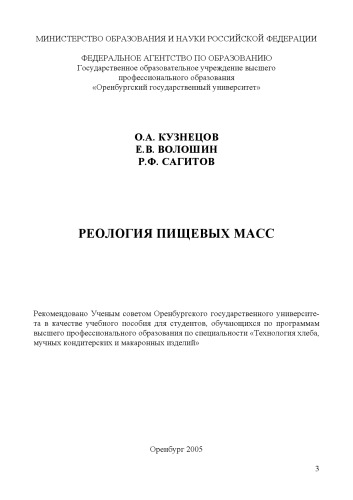 МИНИСТЕРСТВО ОБРАЗОВАНИЯ И НАУКИ РОССИЙСКОЙ ФЕДЕРАЦИИ
ФЕДЕРАЛЬНОЕ АГЕНТСТВО ПО ОБРАЗОВАНИЮ
Государственное образовательное учреждение высшего
профессионального образования
«Оренбургский государственный университет»
О.А. КУЗНЕЦОВ
Е.В. ВОЛОШИН
Р.Ф. САГИТОВ
РЕОЛОГИЯ ПИЩЕВЫХ МАСС
Рекомендовано Ученым советом Оренбургского государственного университе-
та в качестве учебного пособия для студентов, обучающихся по программам
высшего профессионального образования по специальности «Технология хлеба,
мучных кондитерских и макаронных изделий»
Оренбург 2005
3